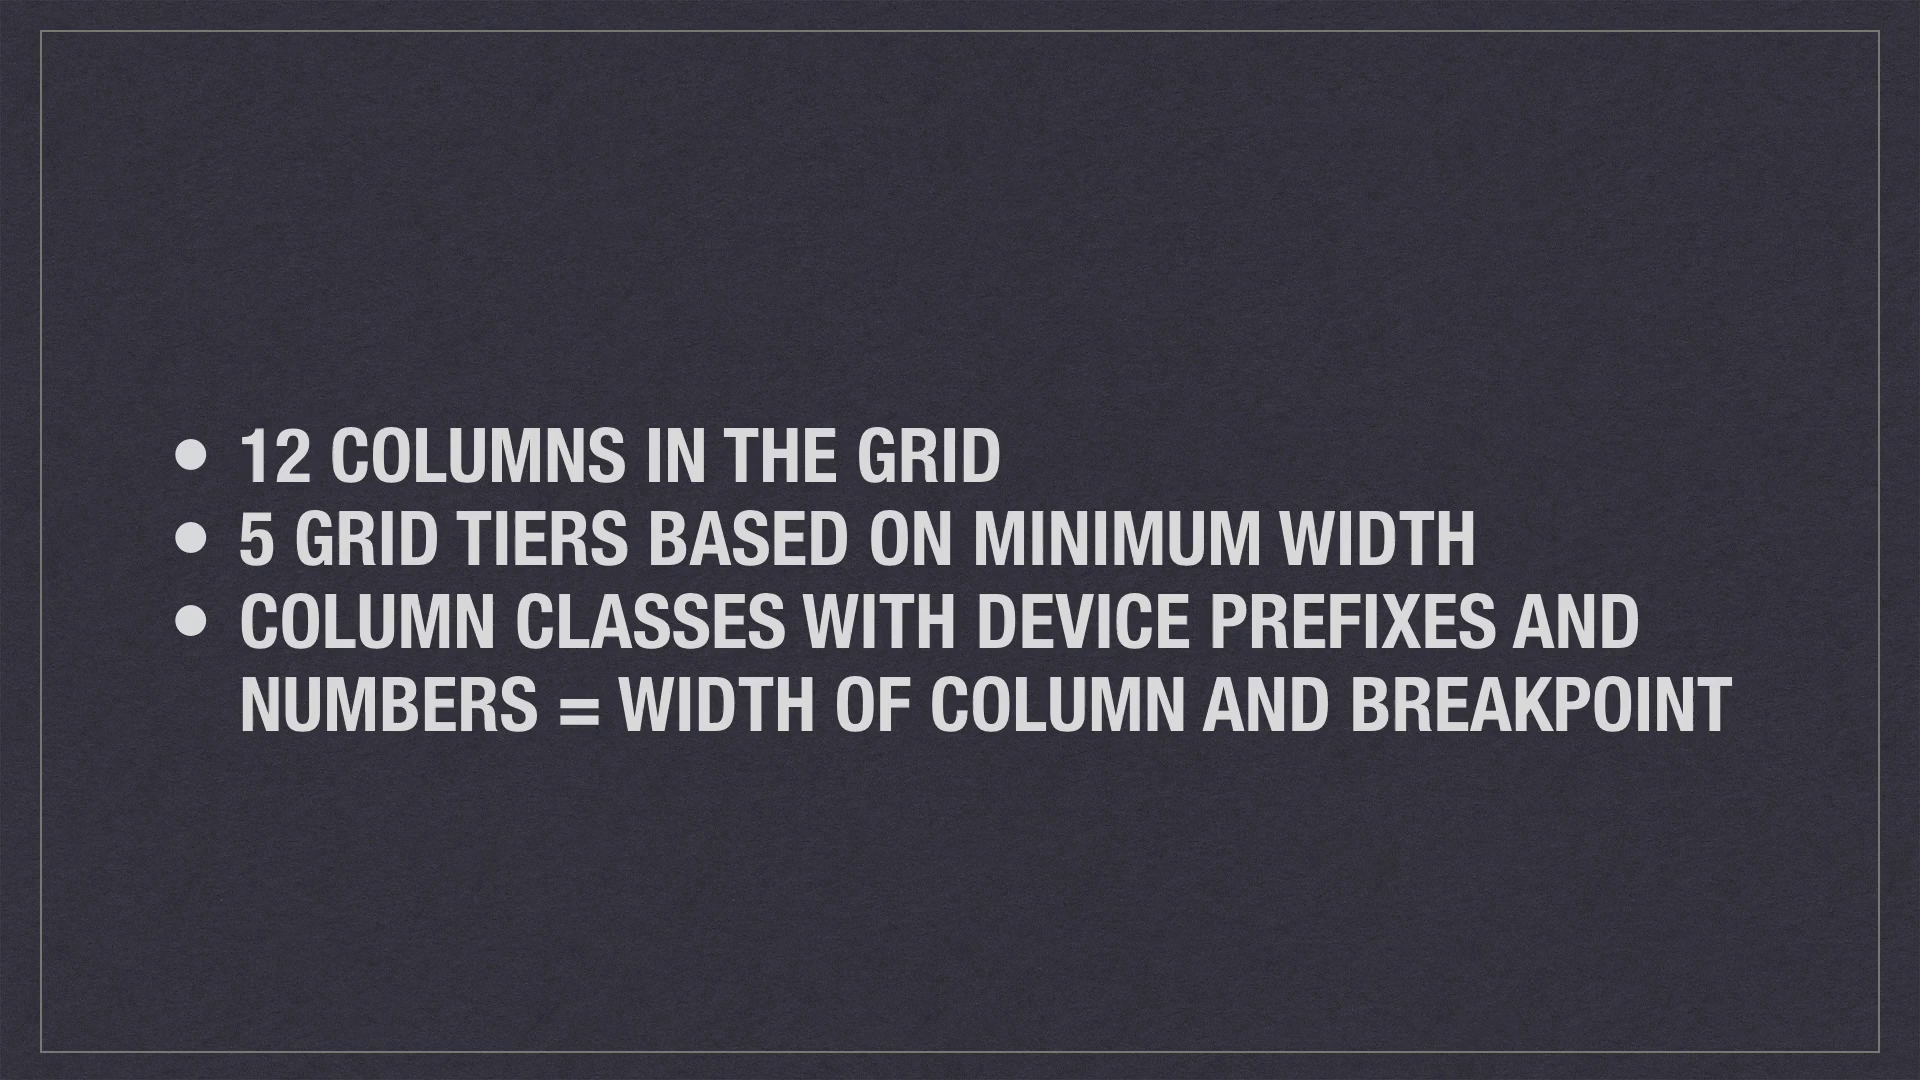 • 12 COLUMNS IN THE GRID
• 5 GRID TIERS BASED ON MINIMUM WIDTH
• COLUMN CLASSES WITH DEVICE PREFIXES AND
NUMBERS = WIDTH OF COLUMN AND BREAKPOINT